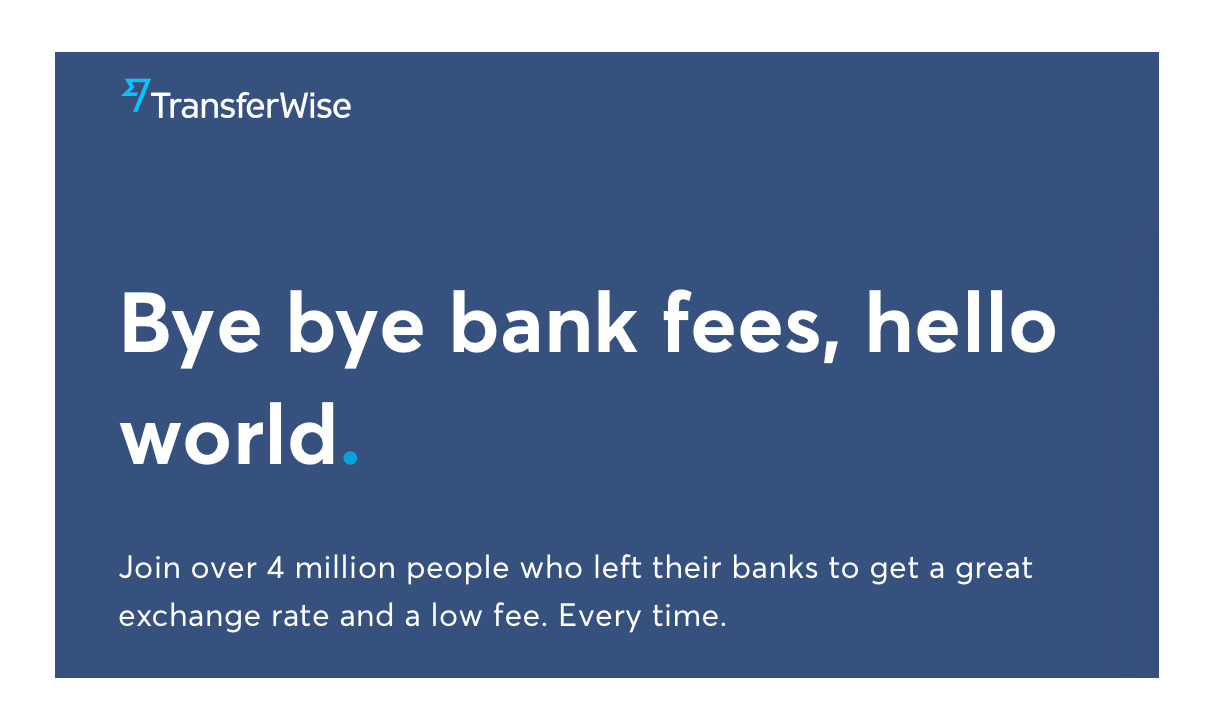 TransferWise
Bye bye bank fees, hello
world.
Join over 4 million people who left their banks to get a great
exchange rate and a low fee. Every time.